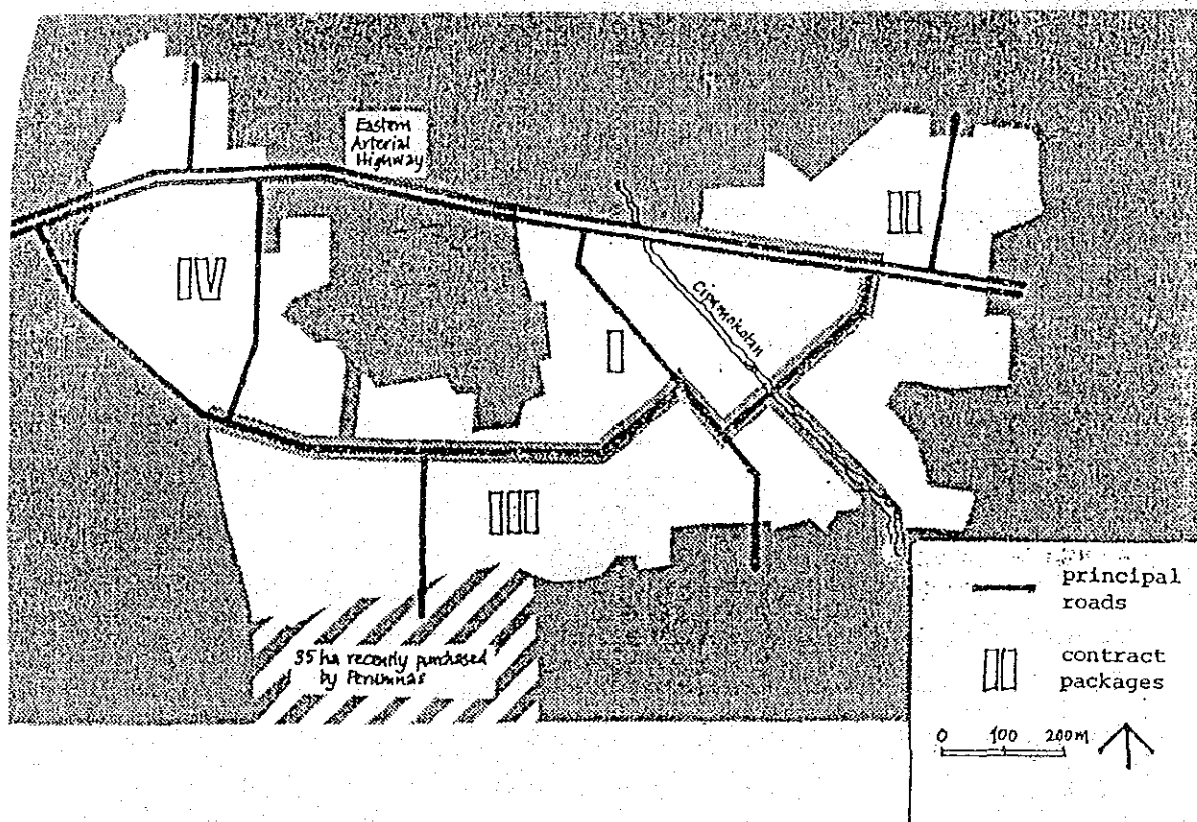 Eastern
Arterial
Highway
II
IV
Cipamokolan
I
III
35 ha recently purchased
by Perumnas
principal
roads
contract
packages
0 100 200m